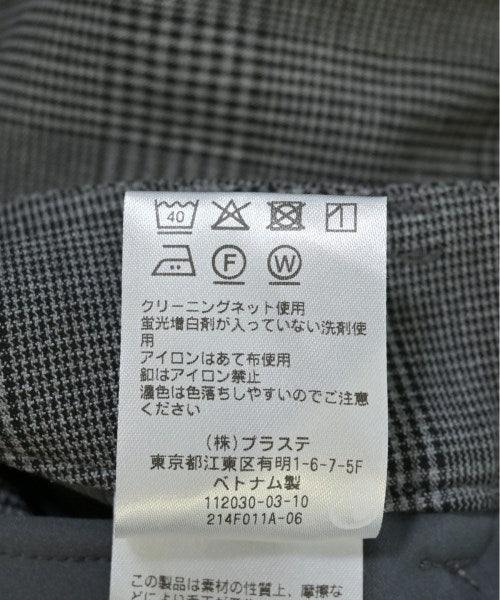 40
F W
クリーニングネット使用
蛍光増白剤が入っていない洗剤使
用
アイロンはあて布使用
釦はアイロン禁止
濃色は色落ちしやすいのでご注意
ください
(株)プラステ
東京都江東区有明1-6-7-5F
ベトナム製
112030-03-10
214F011A-06
この製品は素材の性質上、摩擦な